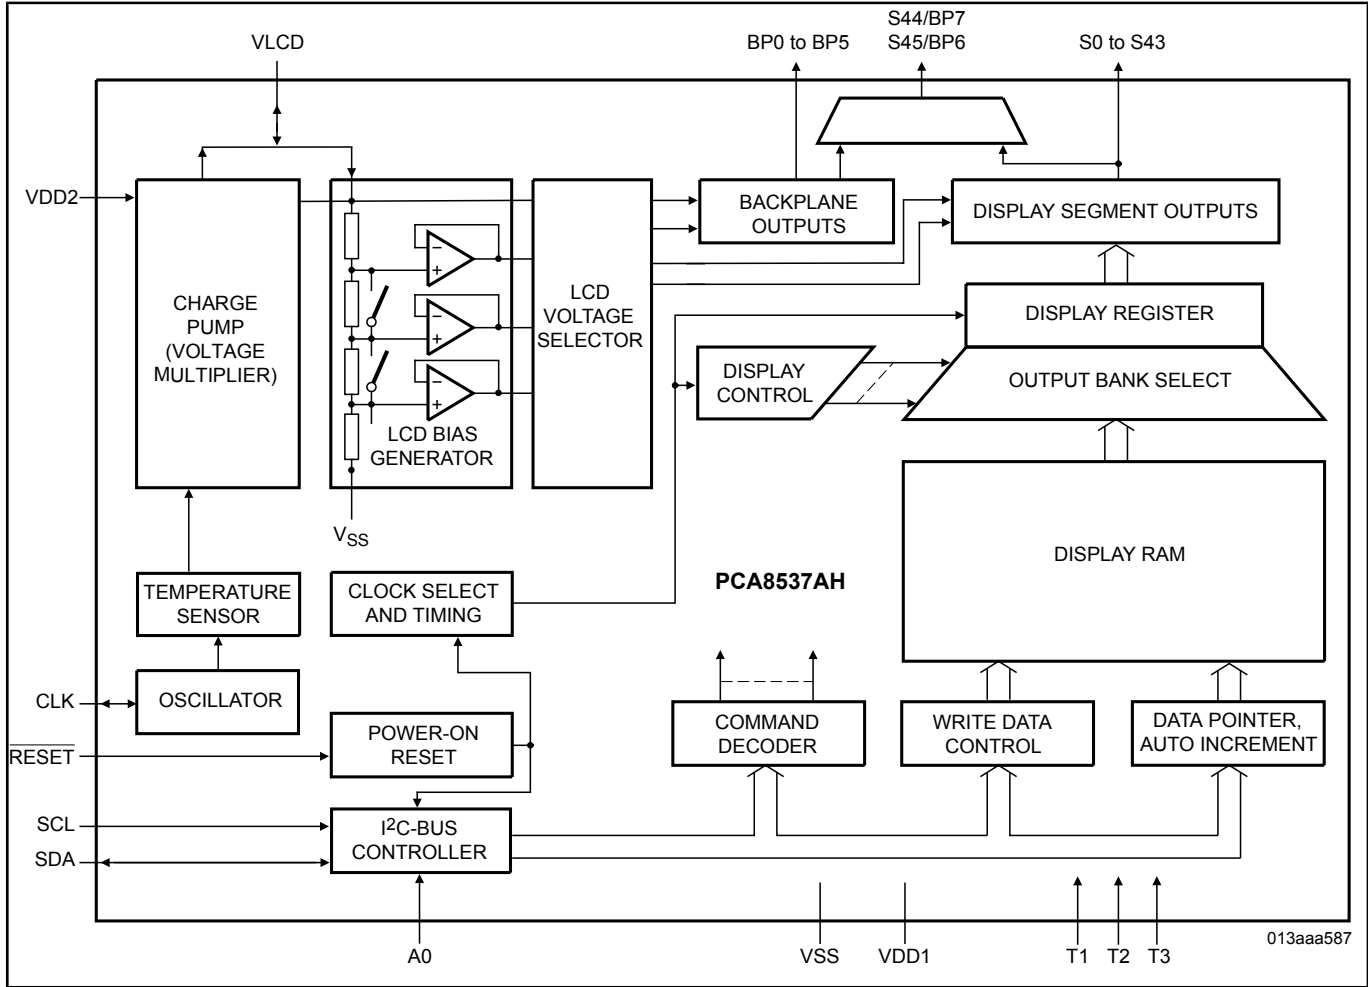 S44/BP7
VLCD
BP0 to BP5
S45/BP6
S0 to S43
VDD2
CHARGE
PUMP
(VOLTAGE
MULTIPLIER)
−
+
−
+
−
+
LCD BIAS
GENERATOR
VSS
LCD
VOLTAGE
SELECTOR
BACKPLANE
OUTPUTS
DISPLAY SEGMENT OUTPUTS
DISPLAY REGISTER
DISPLAY
CONTROL
OUTPUT BANK SELECT
DISPLAY RAM
TEMPERATURE
SENSOR
CLOCK SELECT
AND TIMING
PCA8537AH
CLK
OSCILLATOR
RESET
POWER-ON
RESET
COMMAND
DECODER
WRITE DATA
CONTROL
DATA POINTER,
AUTO INCREMENT
SCL
SDA
I2C-BUS
CONTROLLER
A0
VSS
VDD1
T1
T2
T3
013aaa587